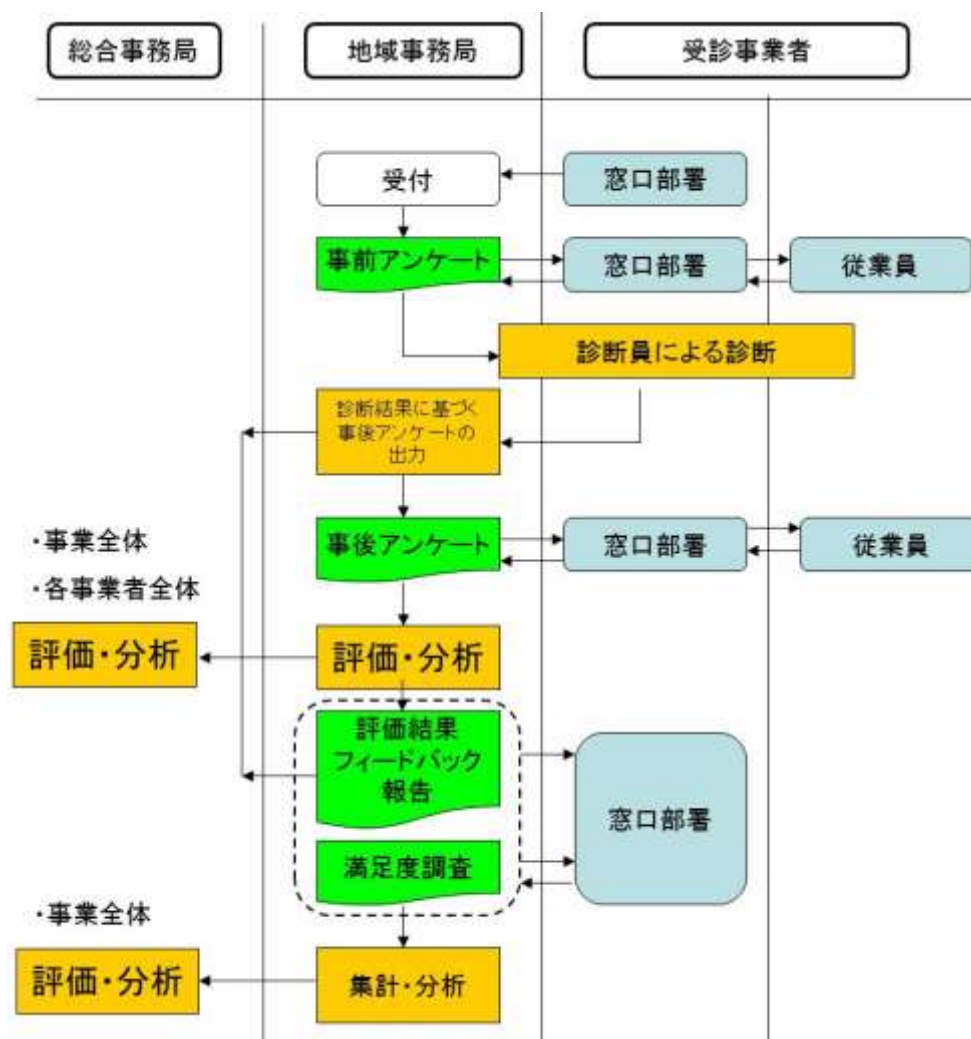 総合事務局
地域事務局
受診事業者
受付
窓口部署
事前アンケート
窓口部署
従業員
診断員による診断
診断結果に基づく
事後アンケートの
出力
事後アンケート
窓口部署
従業員
・事業全体
・各事業者全体
評価・分析
評価・分析
評価結果
フィードバック
報告
窓口部署
満足度調査
・事業全体
評価・分析
集計・分析